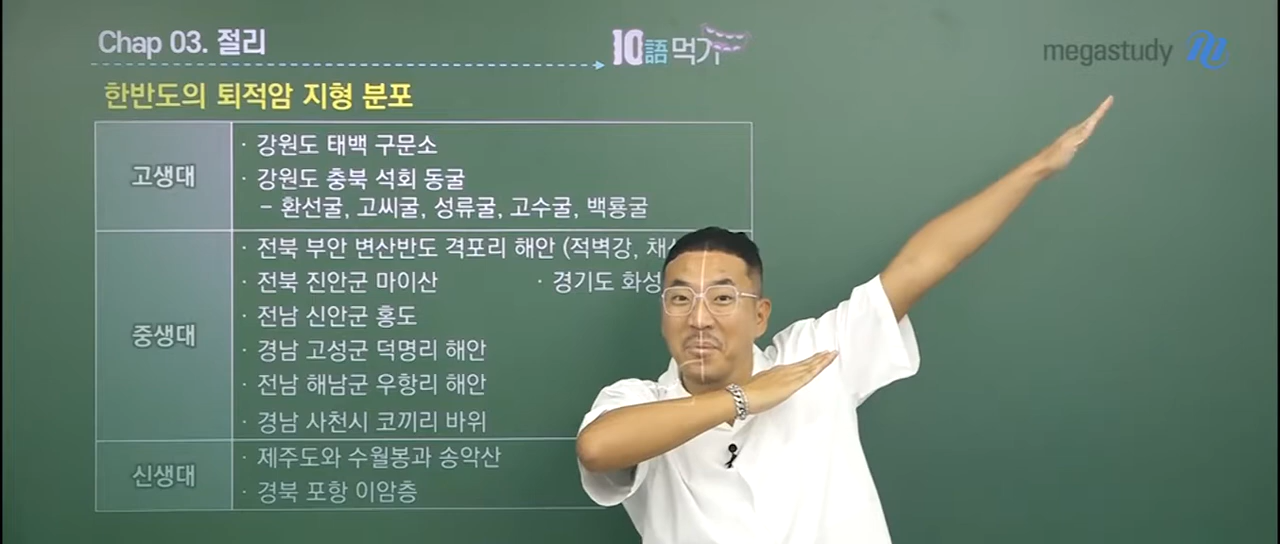 Chap 03. 절리
10語먹기
megastudy
한반도의 퇴적암 지형 분포
고생대
· 강원도 태백 구문소
· 강원도 충북 석회 동굴
– 환선굴, 고씨굴, 성류굴, 고수굴, 백룡굴
중생대
· 전북 부안 변산반도 격포리 해안 (적벽강,
· 전북 진안군 마이산 · 경기도 화성
· 전남 신안군 홍도
· 경남 고성군 덕명리 해안
· 전남 해남군 우항리 해안
· 경남 사천시 코끼리 바위
신생대
· 제주도와 수월봉과 송악산
· 경북 포항 이암층